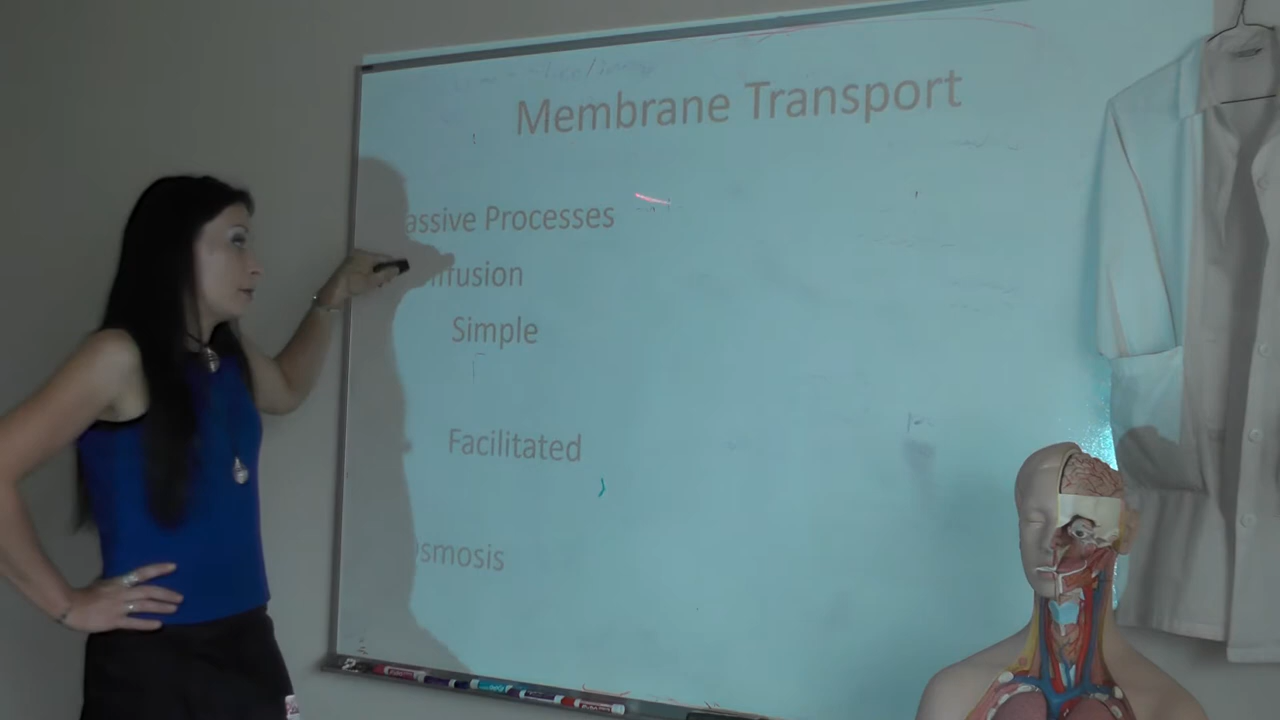 Membrane Transport
assive Processes
ffusion
Simple
Facilitated
smosis